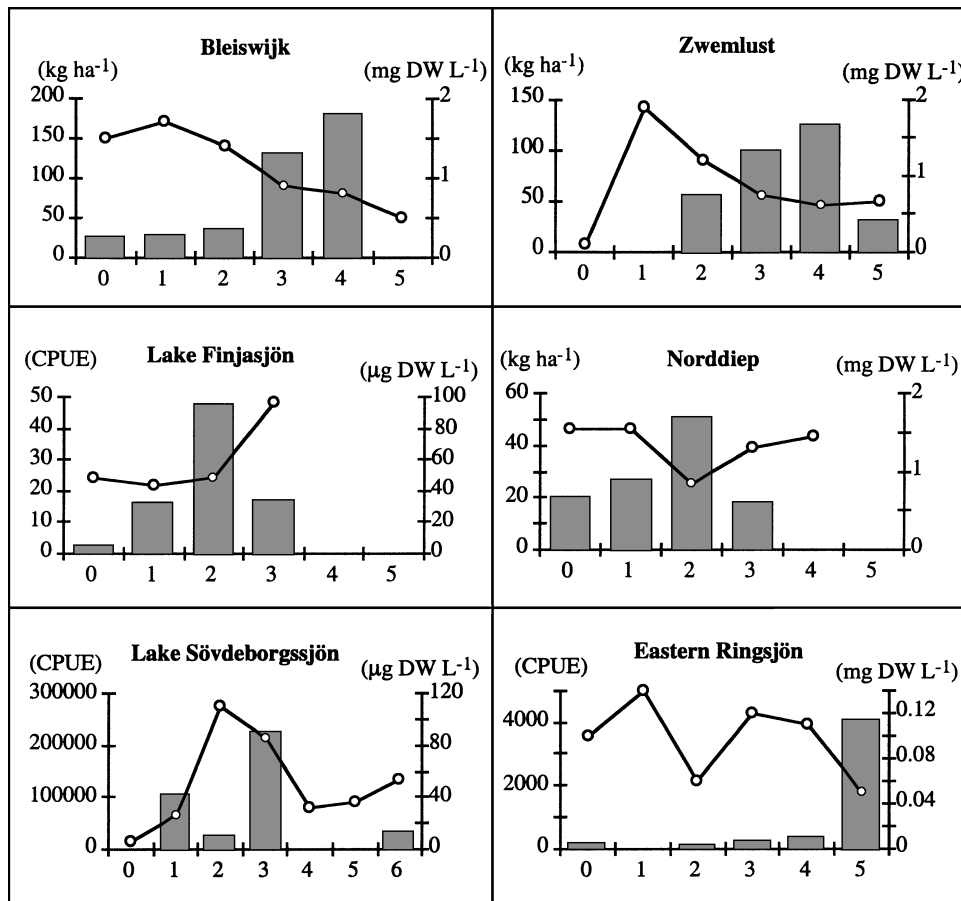 Bleiswijk
(kg ha-1) (mg DW L-1)
200 2
150
100 1
50
0 0
0 1 2 3 4 5
Zwemlust
(kg ha-1) (mg DW L-1)
150 2
100
1
50
0 0
0 1 2 3 4 5
Lake Finjasjön
(CPUE) (µg DW L-1)
50 100
40 80
30 60
20 40
10 20
0 0
0 1 2 3 4 5
Norddiep
(kg ha-1) (mg DW L-1)
60 2
40
1
20
0 0
0 1 2 3 4 5
Lake Sövdeborgssjön
(CPUE) (µg DW L-1)
300000 120
200000 80
100000 40
0 0
0 1 2 3 4 5 6
Eastern Ringsjön
(CPUE) (mg DW L-1)
4000 0.12
0.08
2000 0.04
0 0
0 1 2 3 4 5